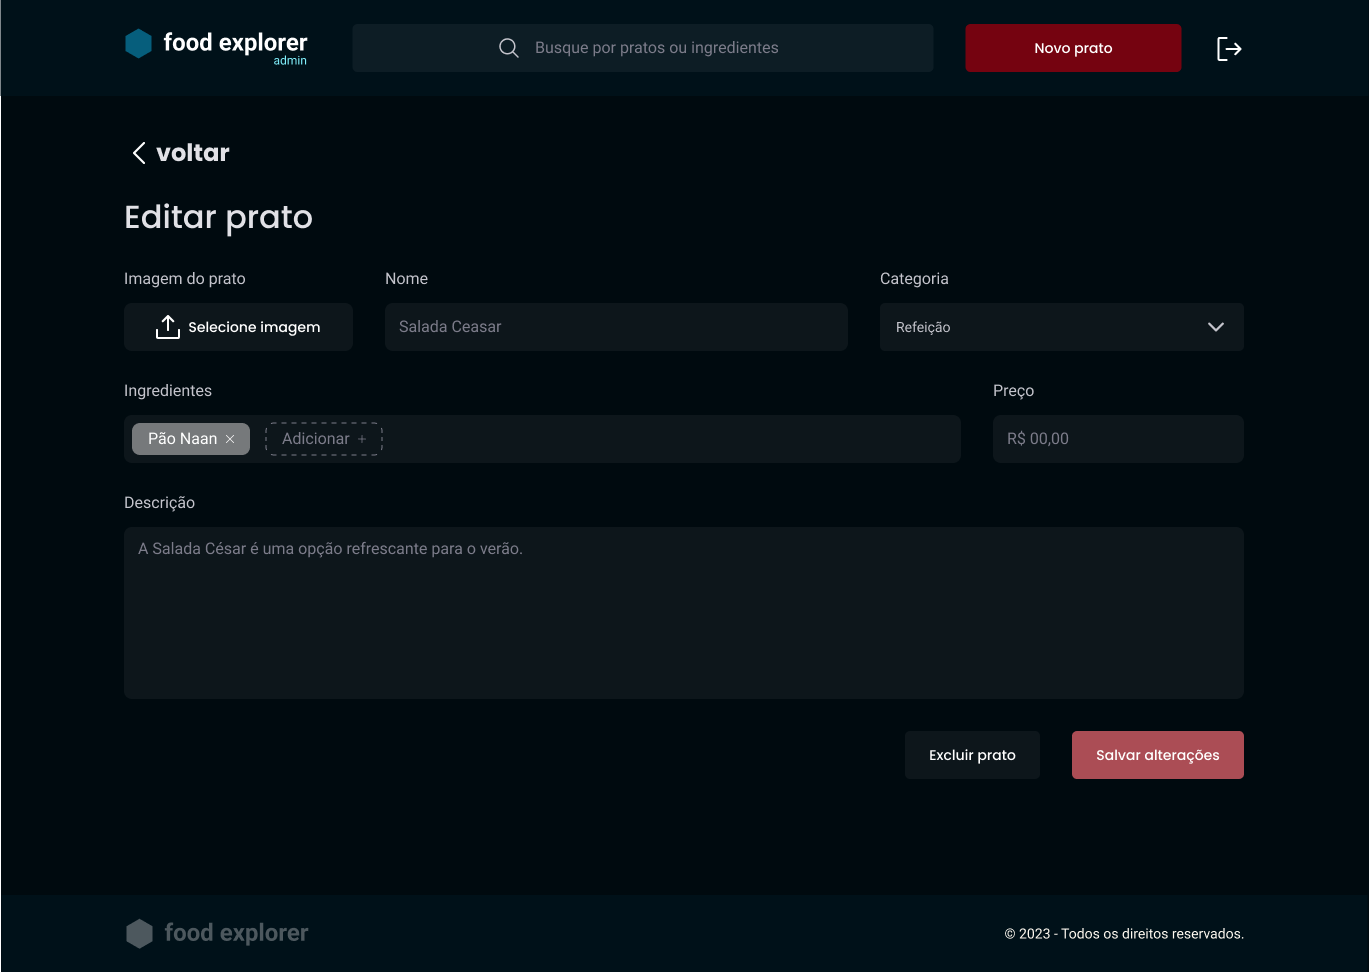 food explorer
admin
Busque por pratos ou ingredientes
Novo prato
voltar
Editar prato
Imagem do prato
Nome
Categoria
Selecione imagem
Salada Ceasar
Refeição
Ingredientes
Preço
Pão Naan ×
Adicionar +
R$ 00,00
Descrição
A Salada César é uma opção refrescante para o verão.
Excluir prato
Salvar alterações
food explorer
© 2023 - Todos os direitos reservados.